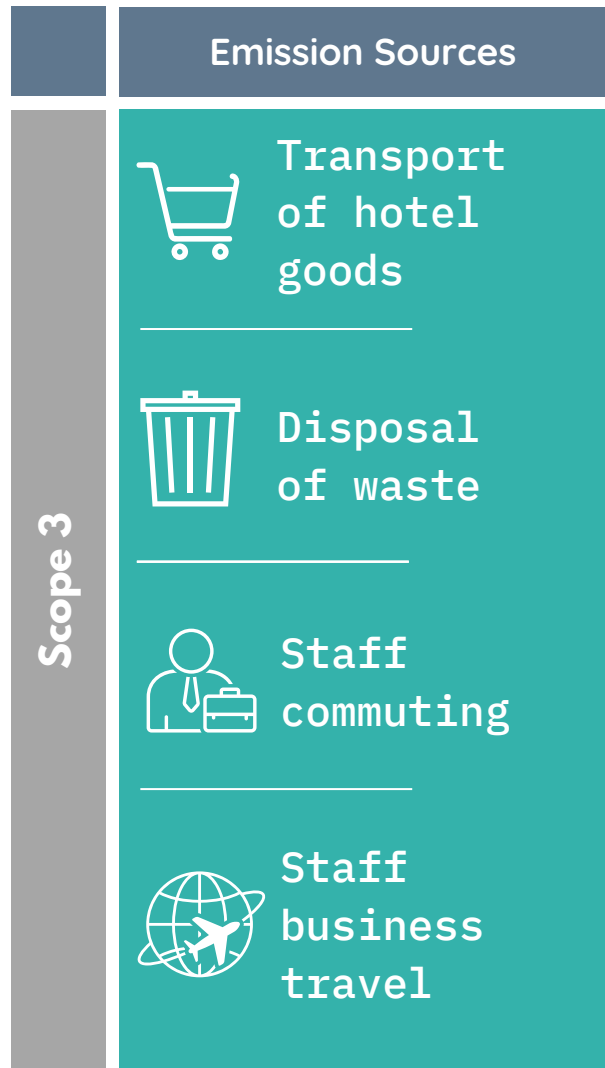 Emission Sources
Scope 3
Transport
of hotel
goods
Disposal
of waste
Staff
commuting
Staff
business
travel